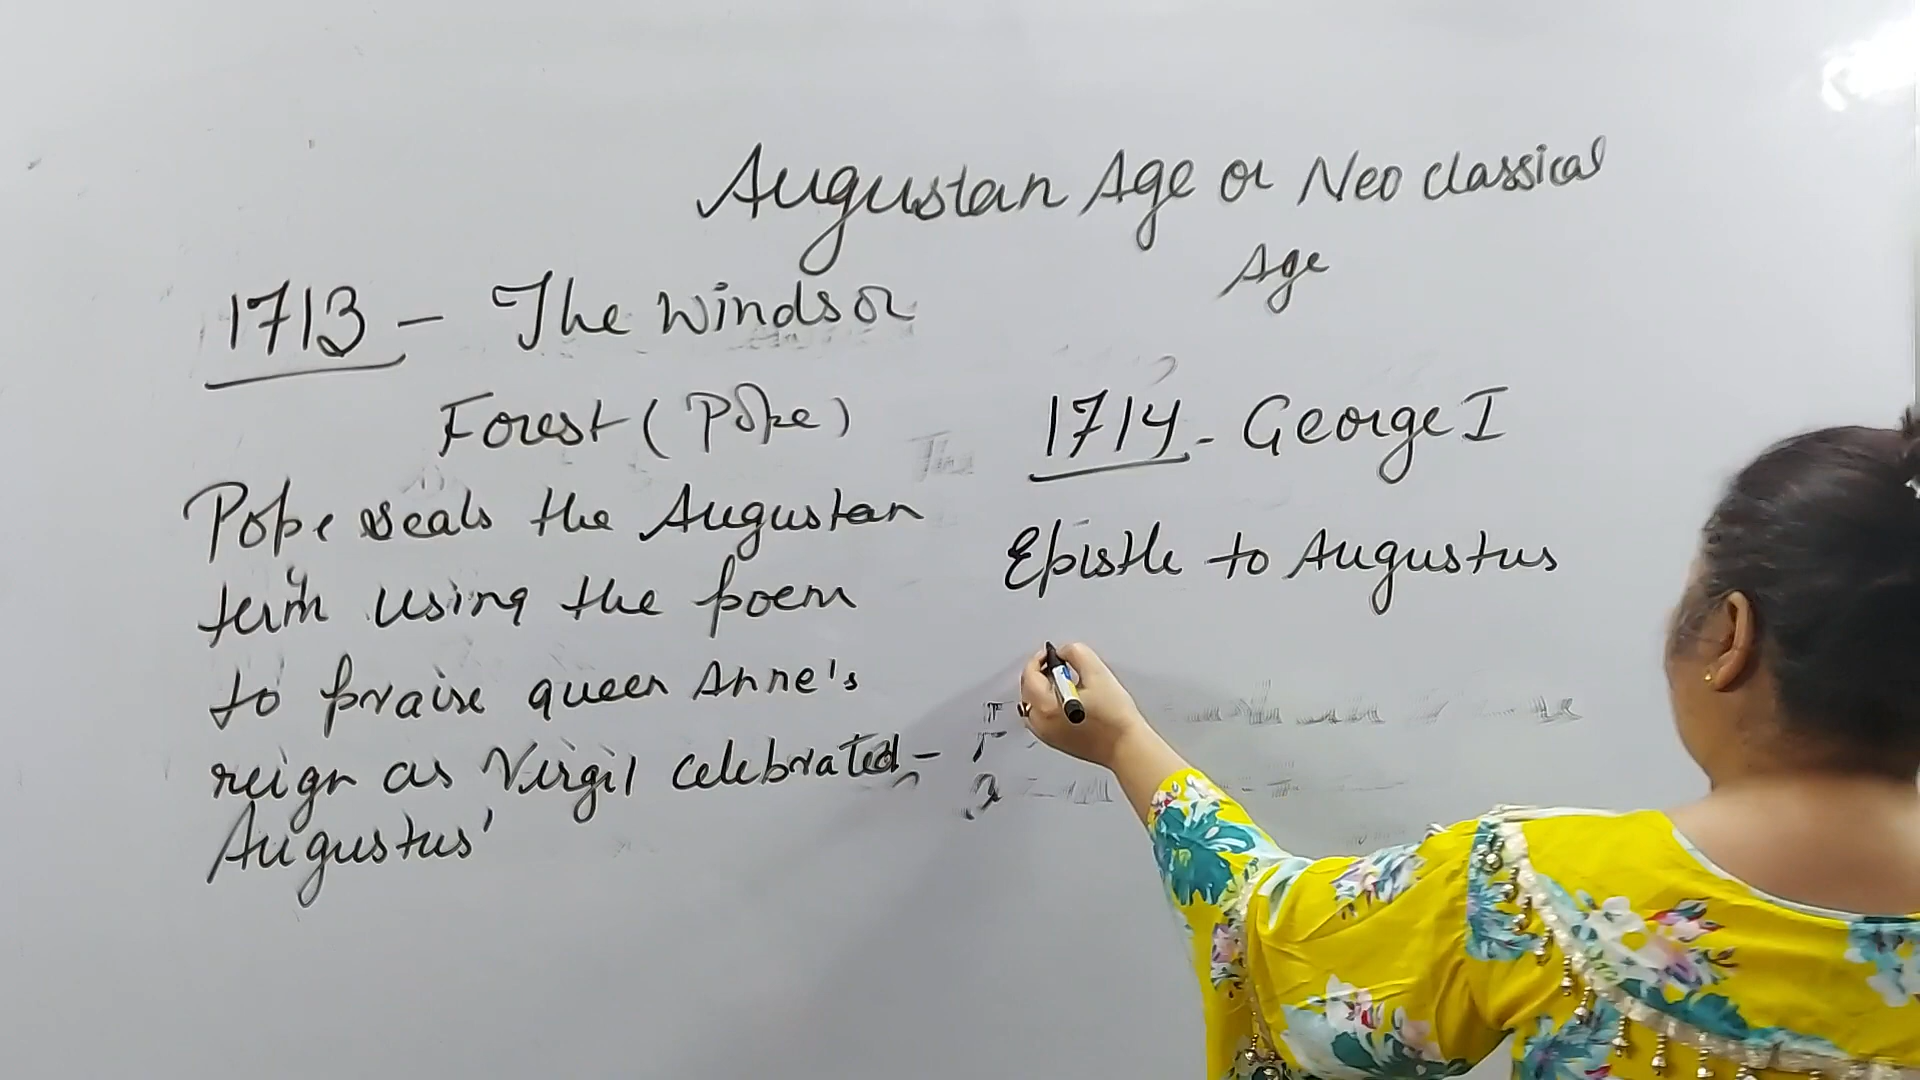 Augustan Age or Neo classical
Age
1713 - The Windsor
Forest (Pope)
Pope seals the Augustan
term using the poem
to praise queen Anne's
reign as Virgil celebrated -
Augustus'
1714 - George I
Epistle to Augustus